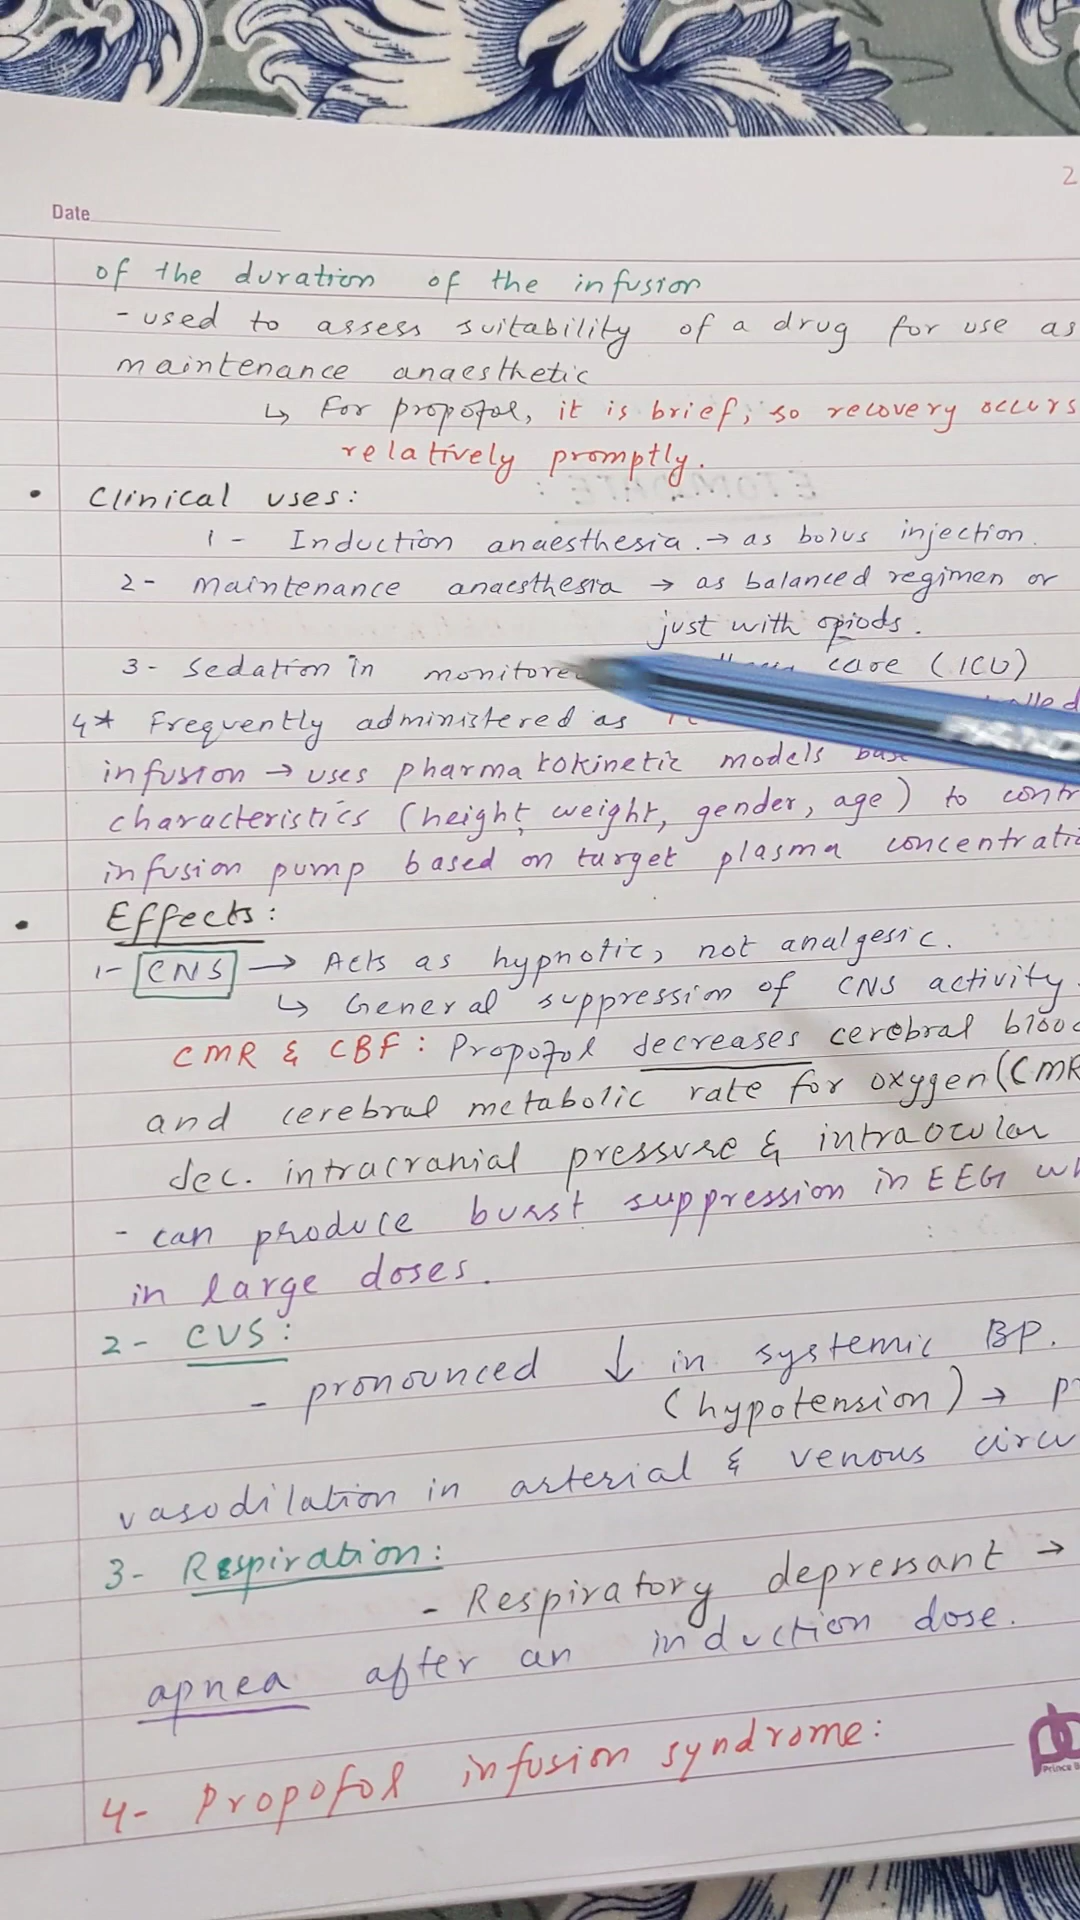 2
Date
of the duration of the infusion
- used to assess suitability of a drug for use as
maintenance anaesthetic
↳ For propofol, it is brief, so recovery occurs
relatively promptly.
• Clinical uses:
1 - Induction anaesthesia. → as bolus injection.
2 - Maintenance anaesthesia → as balanced regimen or
just with opiods.
3 - Sedation in care (ICU)
4* Frequently administered as
infusion → uses pharmatokinetic models
characteristics (height, weight, gender, age) to
infusion pump based on target plasma
• Effects:
1- CNS → Acts as hypnotic, not analgesic.
↳ General suppression of CNS activity.
CMR & CBF: Propofol decreases cerebral
and cerebral metabolic rate for oxygen
dec. intracranial pressure & intraocular
- can produce burst suppression in EEG
in large doses.
2- CVS:
- pronounced ↓ in systemic BP.
(hypotension) →
vasodilation in arterial & venous
3- Respiration:
- Respiratory depressant →
apnea after an induction dose.
4- Propofol infusion syndrome: